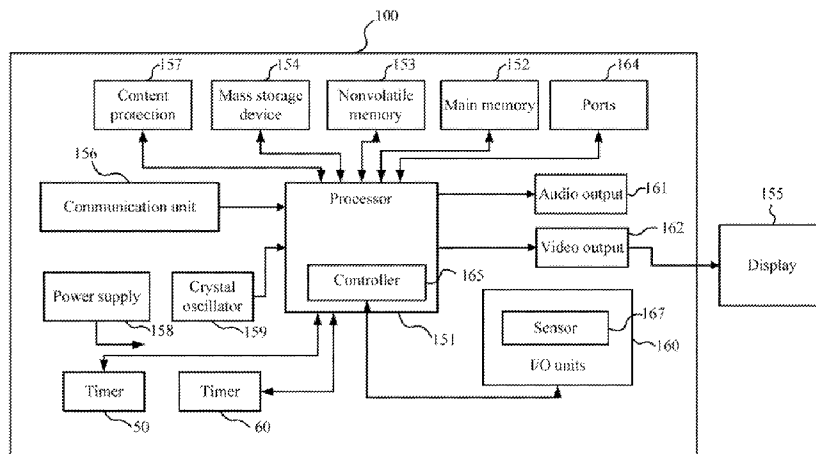 100
157
154
153
152
164
Content
protection
Mass storage
device
Nonvolatile
memory
Main memory
Ports
156
Communication unit
Processor
Audio output
161
155
162
Video output
Display
Controller
165
Power supply
Crystal
oscillator
158
159
151
Sensor
167
160
I/O units
Timer
Timer
50
60